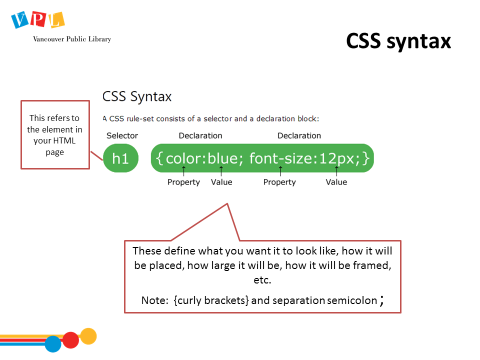 VPL
Vancouver Public Library
CSS syntax
CSS Syntax
A CSS rule-set consists of a selector and a declaration block:
This refers
to the element in
your HTML
page
Selector Declaration Declaration
h1 {color:blue; font-size:12px;}
Property Value Property Value
These define what you want it to look like, how it will
be placed, how large it will be, how it will be framed,
etc.
Note: {curly brackets} and separation semicolon ;